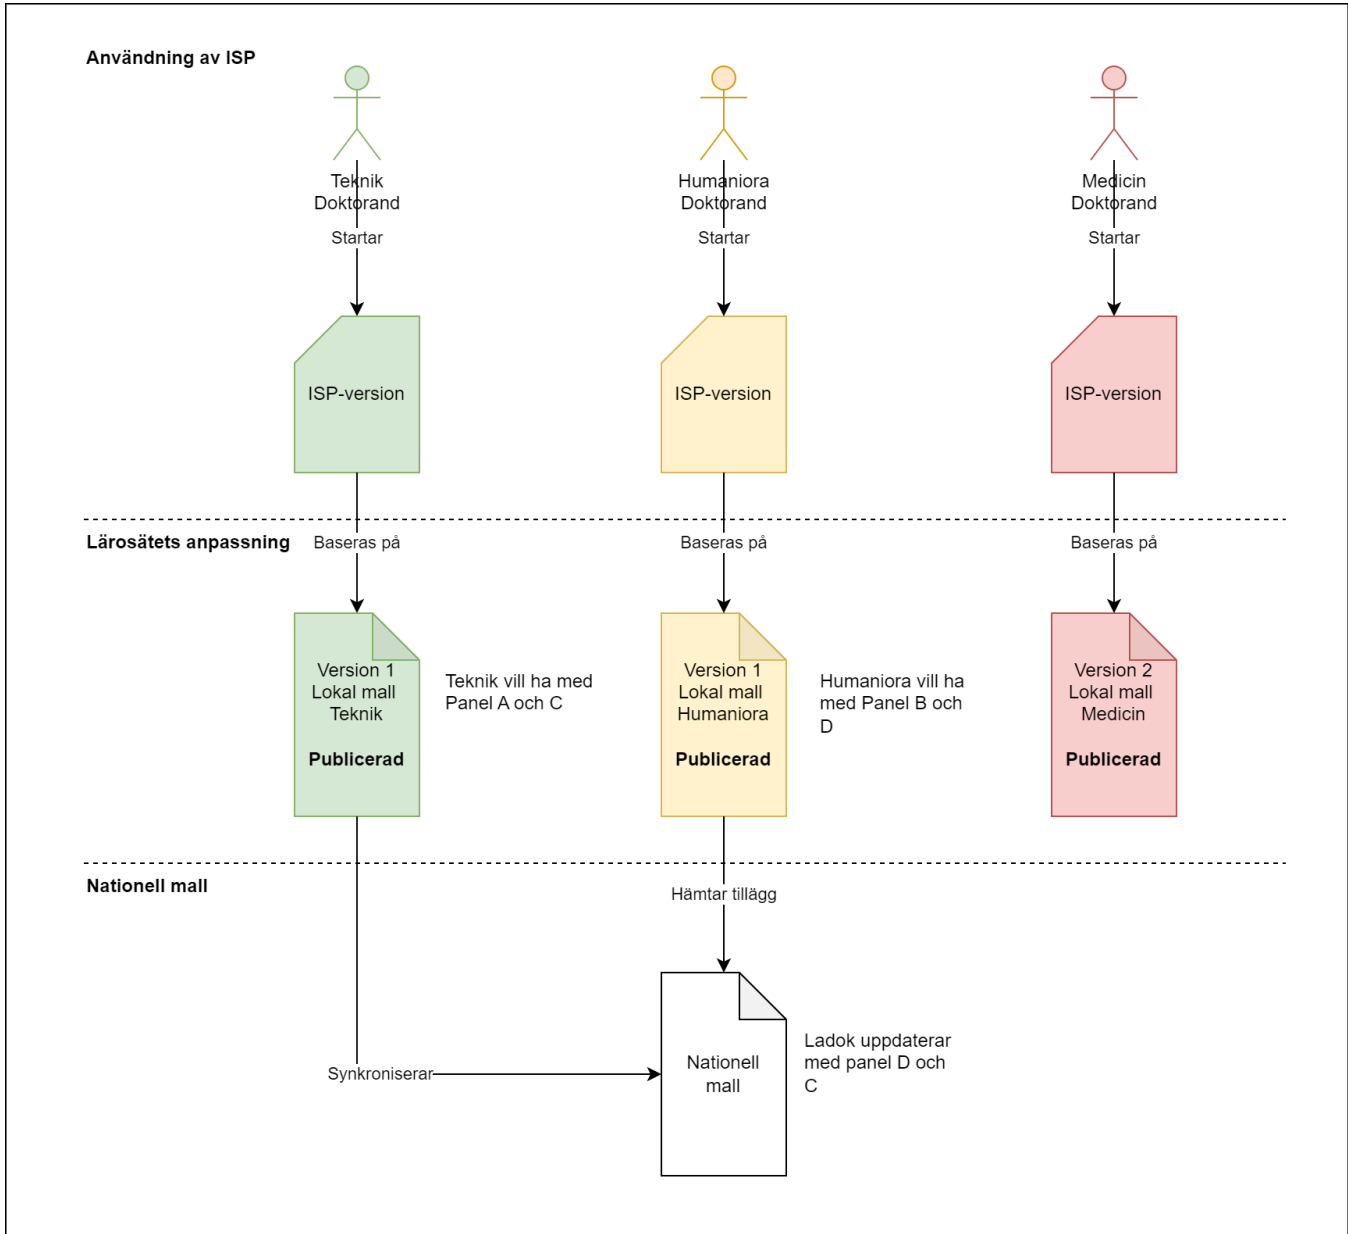 Användning av ISP
Teknik
Doktorand
Humaniora
Doktorand
Medicin
Doktorand
Startar
Startar
Startar
ISP-version
ISP-version
ISP-version
Lärosätets anpassning
Baseras på
Baseras på
Baseras på
Version 1
Lokal mall
Teknik
Publicerad
Teknik vill ha med
Panel A och C
Version 1
Lokal mall
Humaniora
Publicerad
Humaniora vill ha
med Panel B och
D
Version 2
Lokal mall
Medicin
Publicerad
Nationell mall
Hämtar tillägg
Synkroniserar
Nationell
mall
Ladok uppdaterar
med panel D och
C